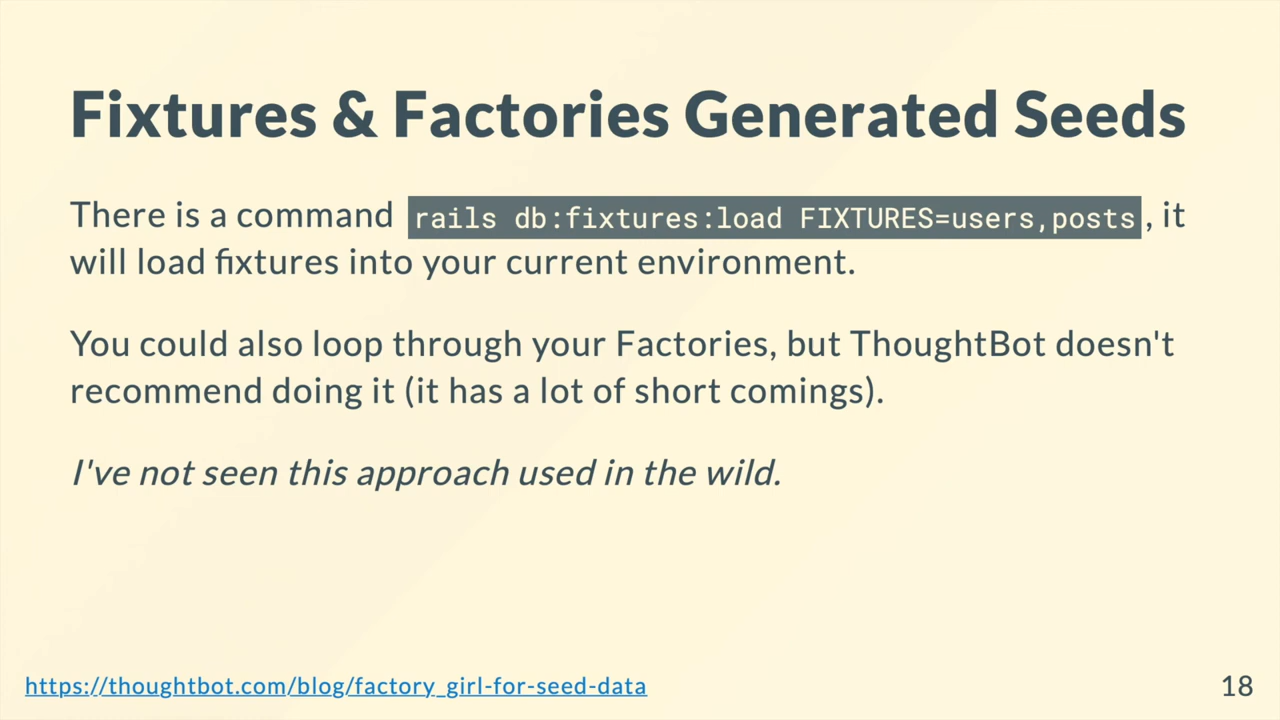 Fixtures & Factories Generated Seeds
There is a command rails db:fixtures:load FIXTURES=users,posts, it
will load fixtures into your current environment.
You could also loop through your Factories, but ThoughtBot doesn't
recommend doing it (it has a lot of short comings).
I've not seen this approach used in the wild.
https://thoughtbot.com/blog/factory_girl-for-seed-data
18